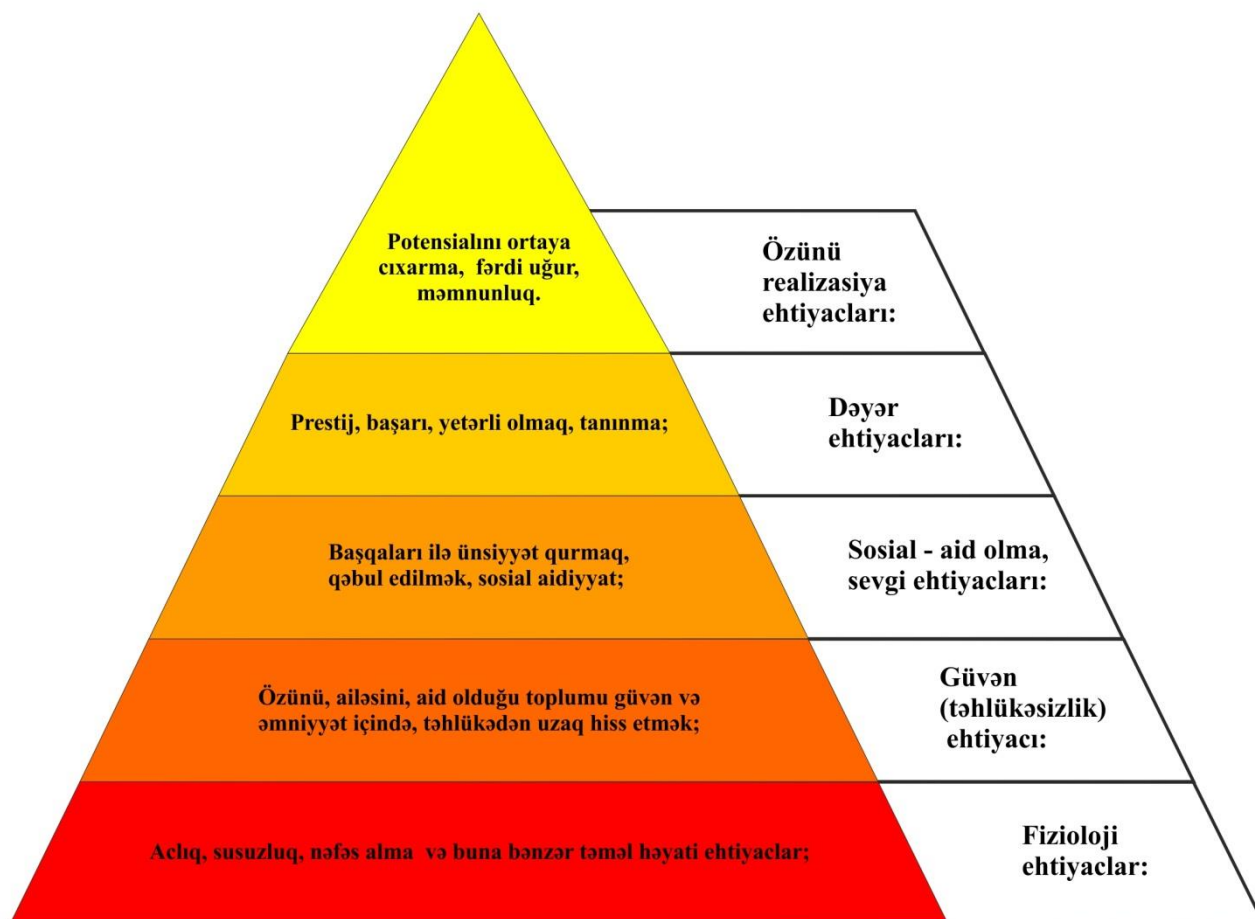 Potensialını ortaya
cıxarma, fərdi uğur,
məmnunluq.
Özünü
realizasiya
ehtiyacları:
Prestij, başarı, yetərli olmaq, tanınma;
Dəyər
ehtiyacları:
Başqaları ilə ünsiyyət qurmaq,
qəbul edilmək, sosial aidiyyat;
Sosial - aid olma,
sevgi ehtiyacları:
Özünü, ailəsini, aid olduğu toplumu güvən və
əmniyyət içində, təhlükədən uzaq hiss etmək;
Güvən
(təhlükəsizlik)
ehtiyacı:
Aclıq, susuzluq, nəfəs alma və buna bənzər təməl həyati ehtiyaclar;
Fizioloji
ehtiyaclar: